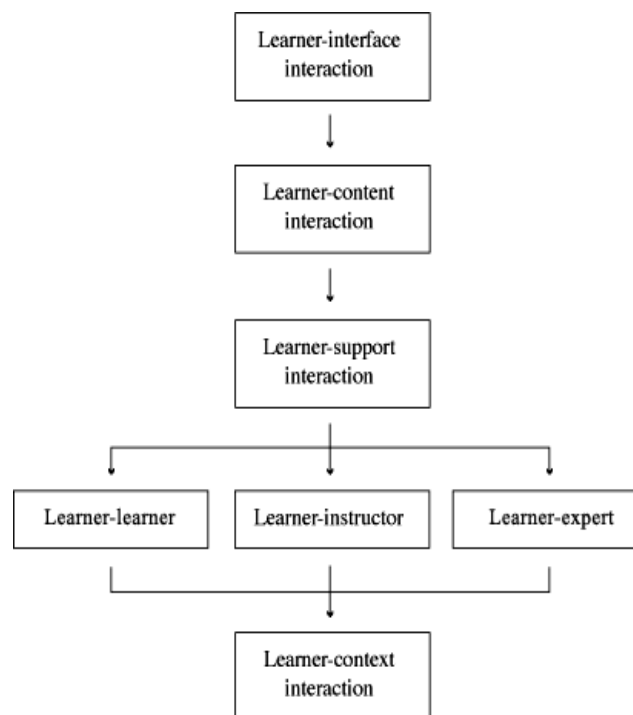 Learner-interface
interaction
Learner-content
interaction
Learner-support
interaction
Learner-learner
Learner-instructor
Learner-expert
Learner-context
interaction